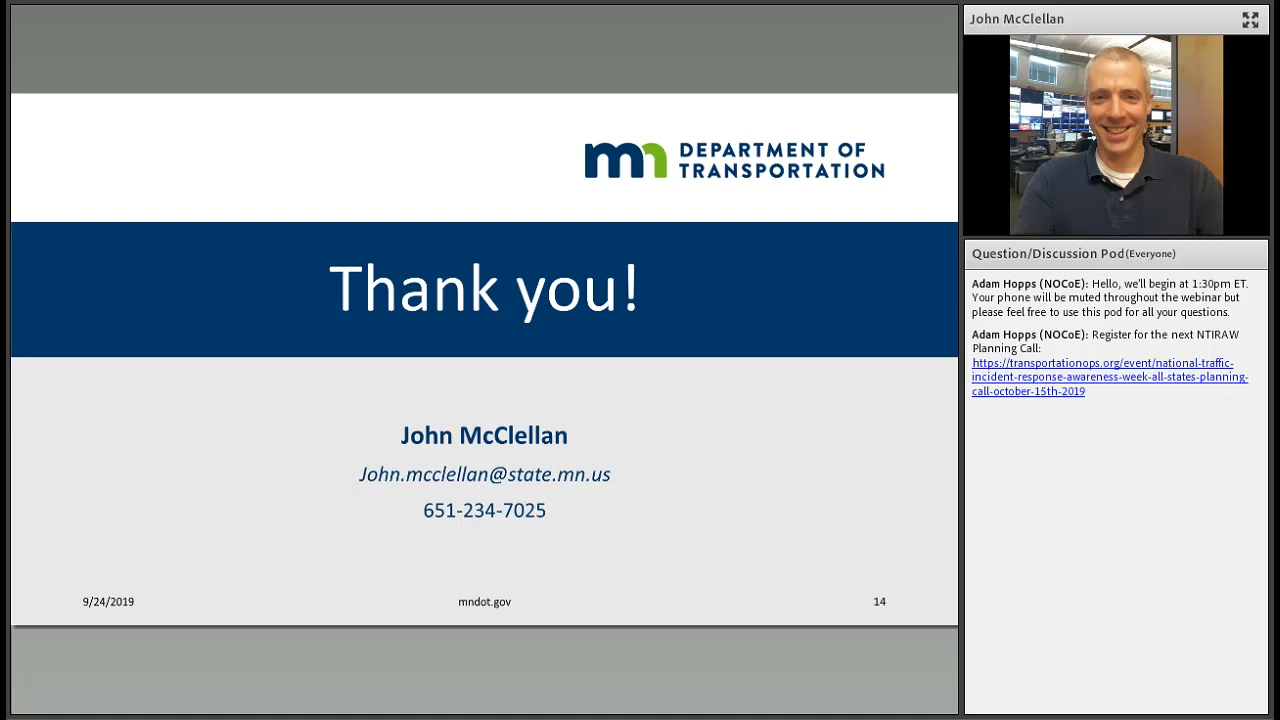 mn DEPARTMENT OF
TRANSPORTATION
Thank you!
John McClellan
John.mcclellan@state.mn.us
651-234-7025
9/24/2019
mndot.gov
14
John McClellan
Question/Discussion Pod (Everyone)
Adam Hopps (NOCoE): Hello, we'll begin at 1:30pm ET.
Your phone will be muted throughout the webinar but
please feel free to use this pod for all your questions.
Adam Hopps (NOCoE): Register for the next NTIRAW
Planning Call:
https://transportationops.org/event/national-traffic-
incident-response-awareness-week-all-states-planning-
call-october-15th-2019